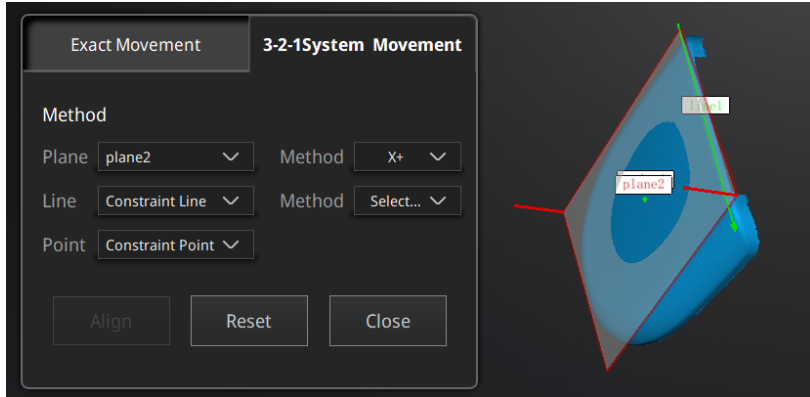 Exact Movement
3-2-1System Movement
Method
Plane plane2 Method X+
Line Constraint Line Method Select...
Point Constraint Point
Align Reset Close
line1
plane2